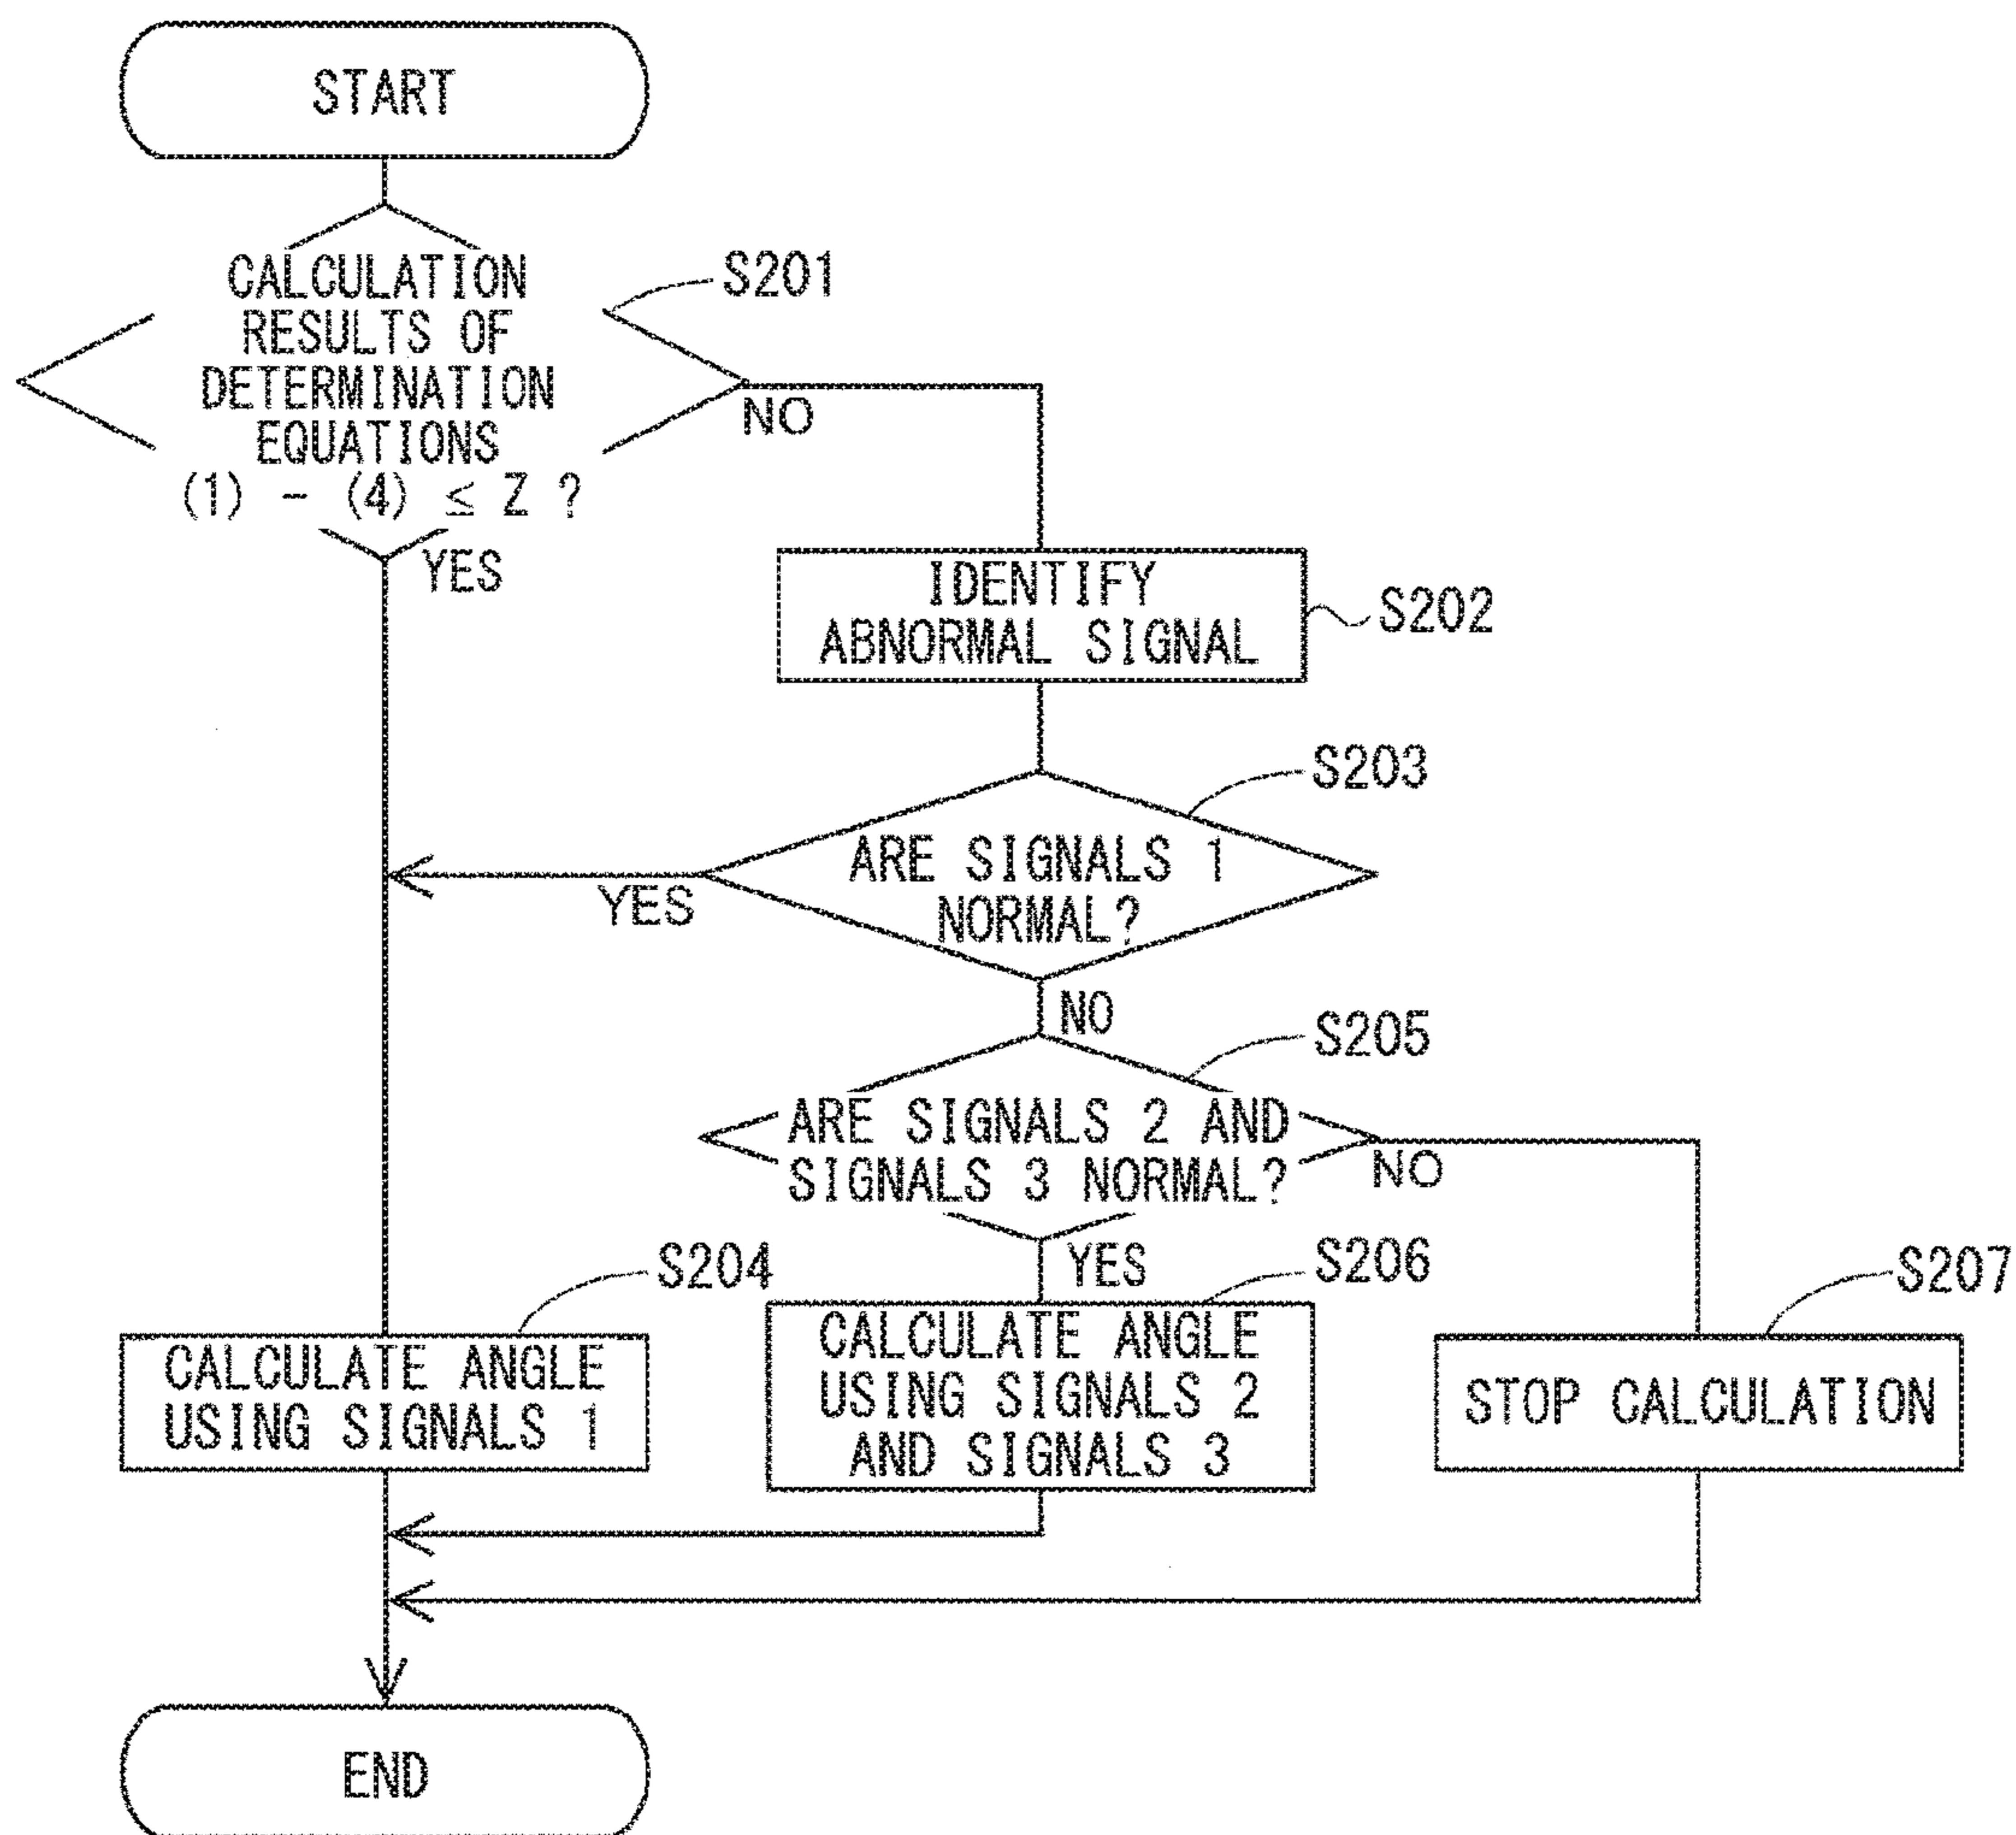 START
CALCULATION
RESULTS OF
DETERMINATION
EQUATIONS
(1) - (4) ≤ Z ?
S201
NO
YES
IDENTIFY
ABNORMAL SIGNAL
S202
S203
ARE SIGNALS 1
NORMAL?
YES
NO
S205
ARE SIGNALS 2 AND
SIGNALS 3 NORMAL?
NO
YES
S204
CALCULATE ANGLE
USING SIGNALS 1
S206
CALCULATE ANGLE
USING SIGNALS 2
AND SIGNALS 3
S207
STOP CALCULATION
END